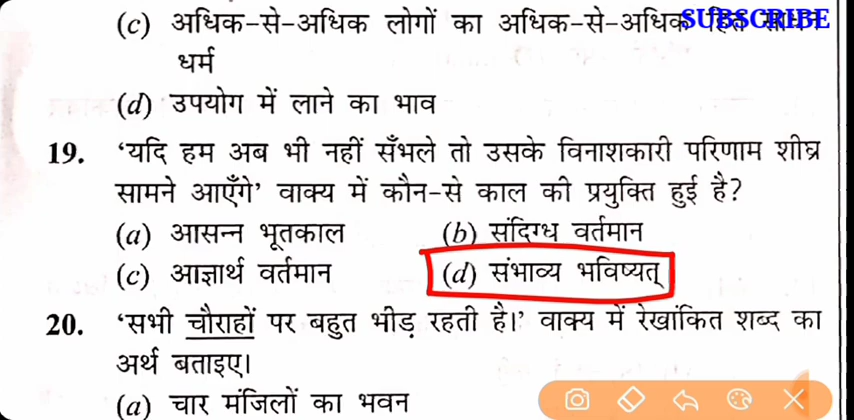 (c) अधिक-से-अधिक लोगों का अधिक-से-अधिक
SUBSCRIBE
धर्म
(d) उपयोग में लाने का भाव
19. ‘यदि हम अब भी नहीं सँभले तो उसके विनाशकारी परिणाम शीघ्र
सामने आएँगे’ वाक्य में कौन-से काल की प्रयुक्ति हुई है?
(a) आसन्न भूतकाल (b) संदिग्ध वर्तमान
(c) आज्ञार्थ वर्तमान (d) संभाव्य भविष्यत्
20. ‘सभी चौराहों पर बहुत भीड़ रहती है।’ वाक्य में रेखांकित शब्द का
अर्थ बताइए।
(a) चार मंजिलों का भवन